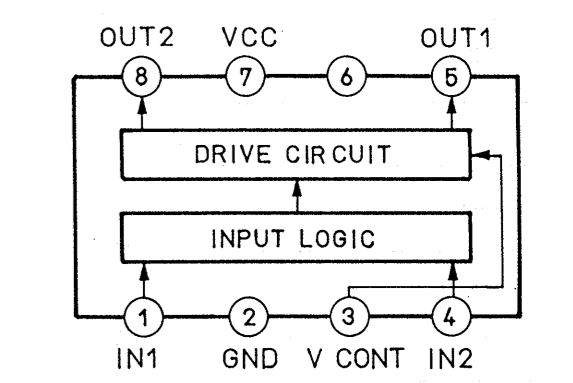 OUT2 VCC OUT1
8 7 6 5
DRIVE CIRCUIT
INPUT LOGIC
1 2 3 4
IN1 GND V CONT IN2